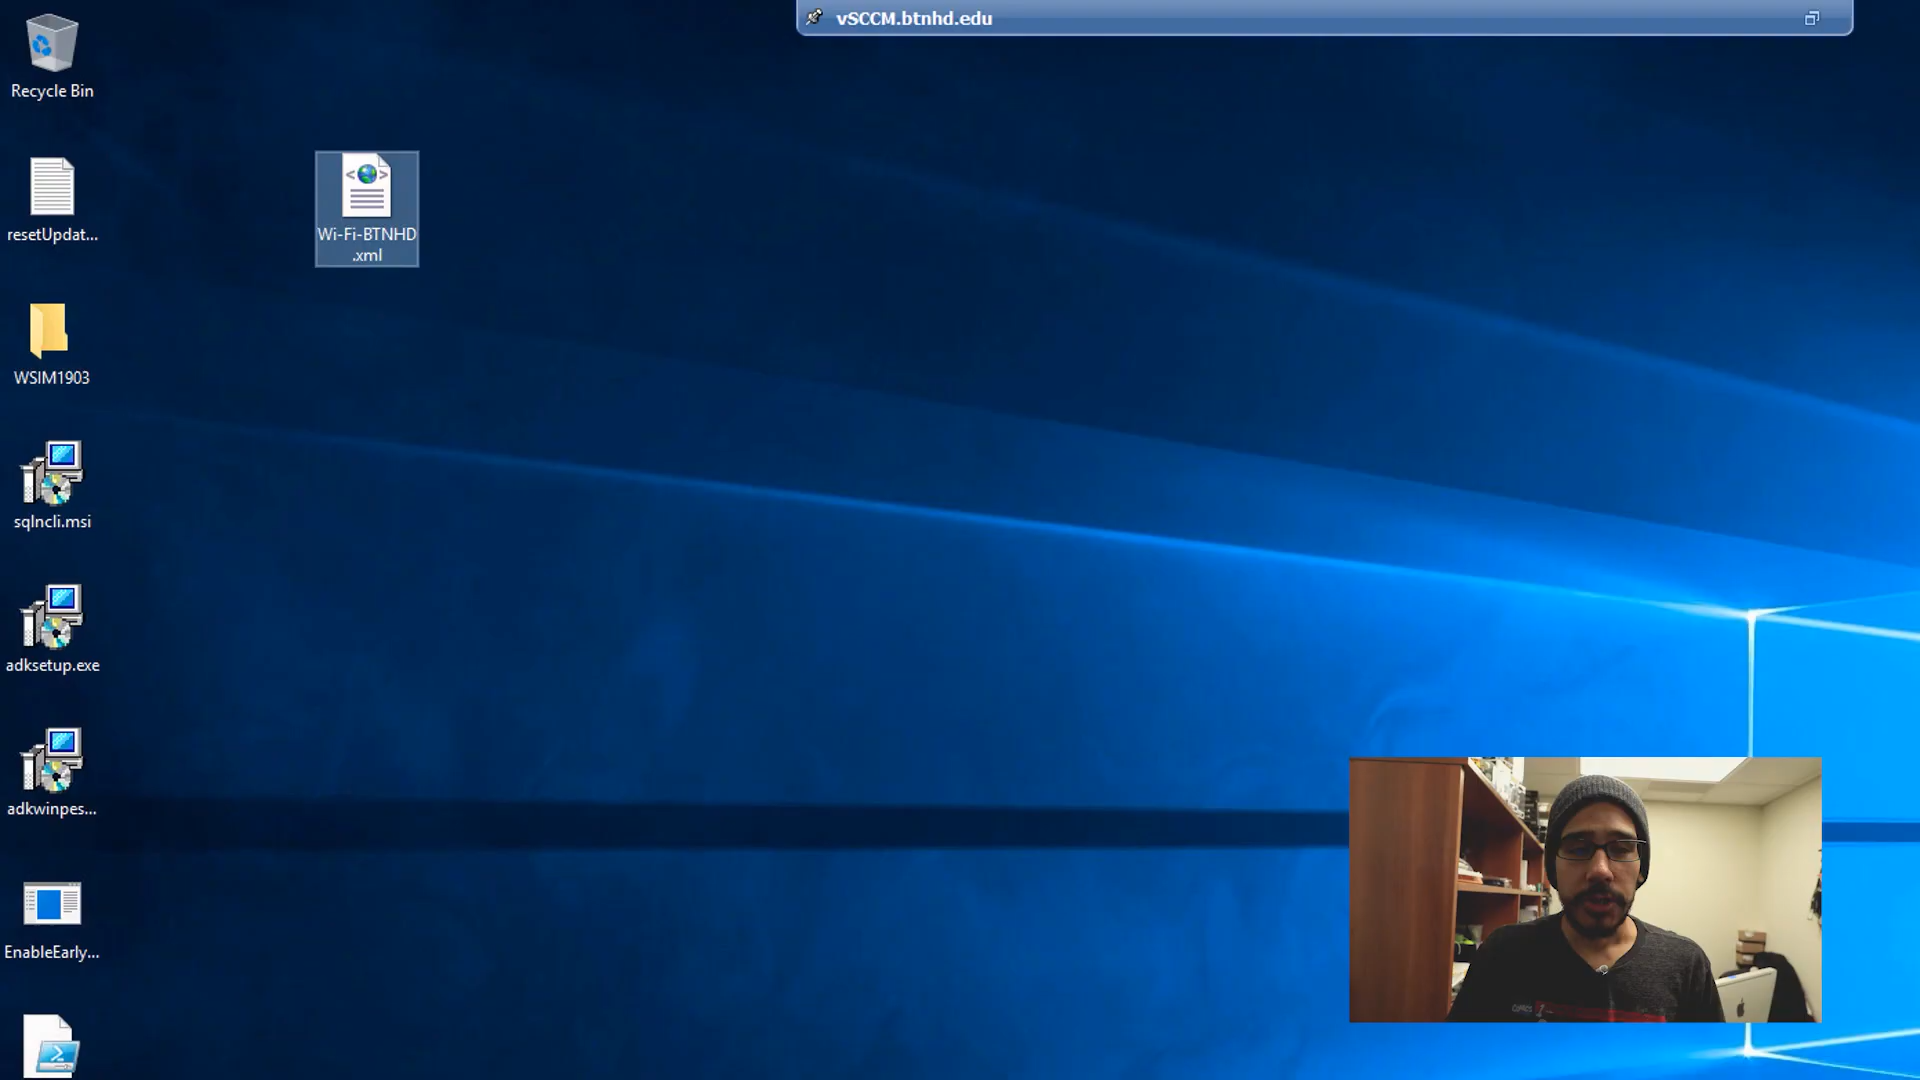 vSCCM.btnhd.edu
Recycle Bin
resetUpdat...
Wi-Fi-BTNHD
.xml
WSIM1903
sqlncli.msi
adksetup.exe
adkwinpes...
EnableEarly...